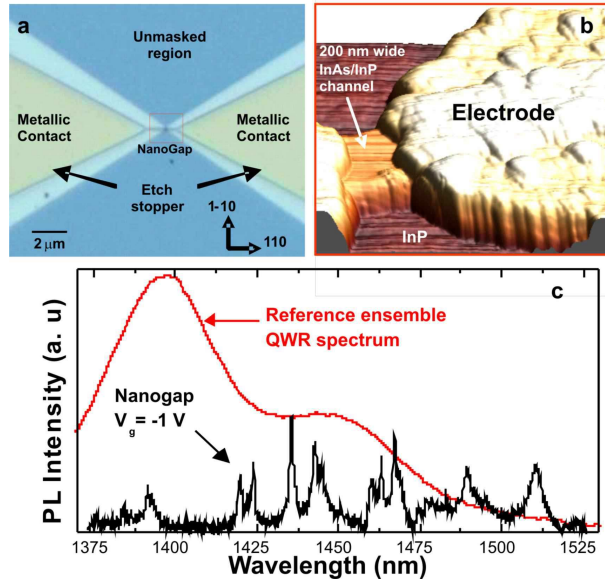 a
Unmasked
region
Metallic
Contact
Metallic
Contact
NanoGap
Etch
stopper
1-10
110
2 μm
b
200 nm wide
InAs/InP
channel
Electrode
InP
c
Reference ensemble
QWR spectrum
Nanogap
V_g = -1 V
PL Intensity (a. u)
1375 1400 1425 1450 1475 1500 1525
Wavelength (nm)